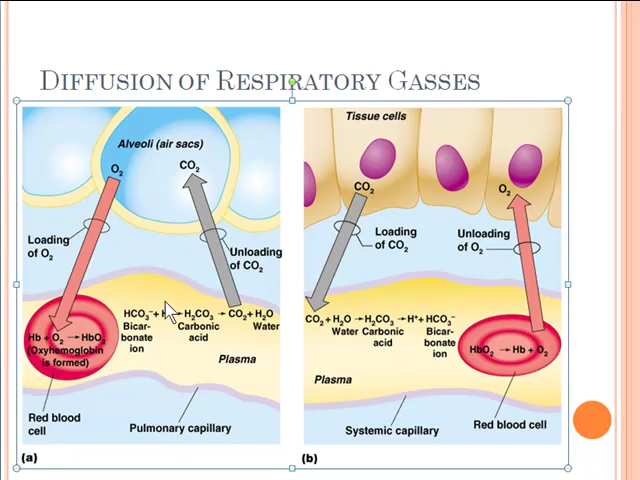 DIFFUSION OF RESPIRATORY GASSES
Alveoli (air sacs)
O2
CO2
Loading
of O2
Unloading
of CO2
HCO3⁻ + → H2CO3 → CO2 + H2O
Bicar-
bonate
ion
Carbonic
acid
Water
Hb + O2 → HbO2
(Oxyhemoglobin
is formed)
Plasma
Red blood
cell
Pulmonary capillary
(a)
Tissue cells
CO2
O2
Loading
of CO2
Unloading
of O2
CO2 + H2O → H2CO3 → H⁺ + HCO3⁻
Water
Carbonic
acid
Bicar-
bonate
ion
HbO2 → Hb + O2
Plasma
Systemic capillary
Red blood cell
(b)